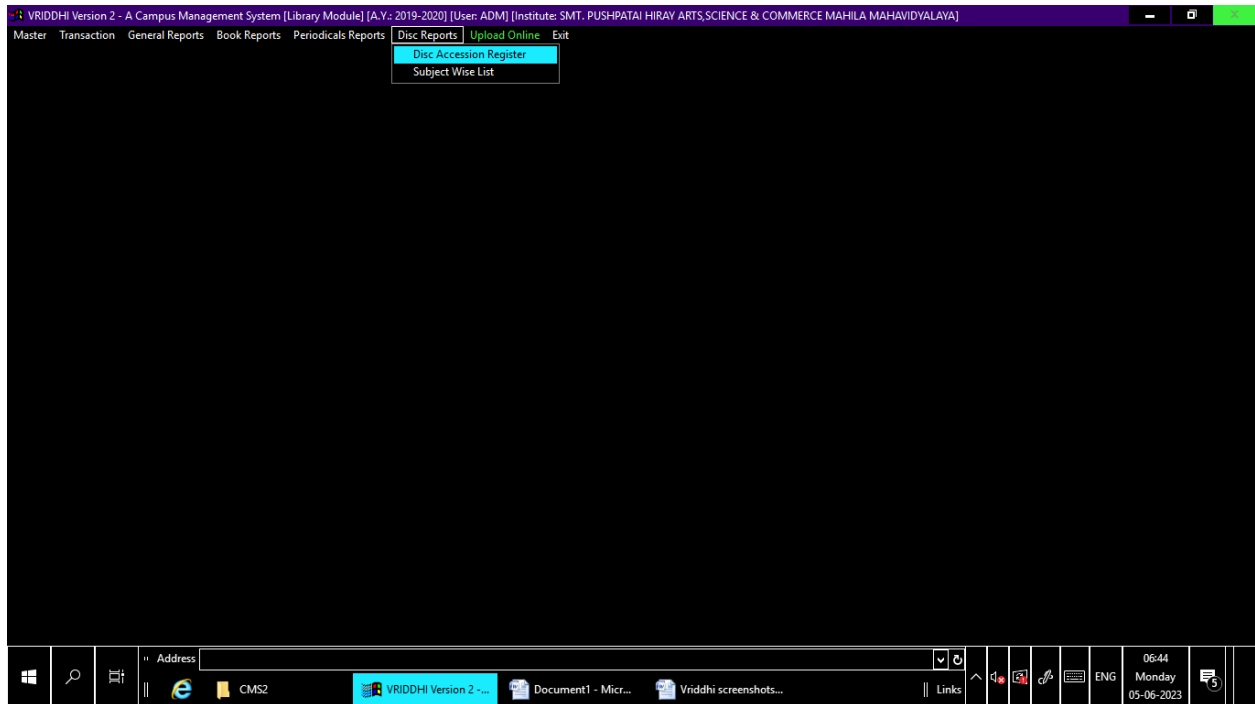 VRIDDHI Version 2 - A Campus Management System [Library Module] [A.Y.: 2019-2020] [User: ADM] [Institute: SMT. PUSHPATAI HIRAY ARTS,SCIENCE & COMMERCE MAHILA MAHAVIDYALAYA]
Master Transaction General Reports Book Reports Periodicals Reports Disc Reports Upload Online Exit
Disc Accession Register
Subject Wise List
Address
CMS2 VRIDDHI Version 2 -... Document1 - Micr... Vriddhi screenshots... Links
ENG
06:44
Monday
05-06-2023
5